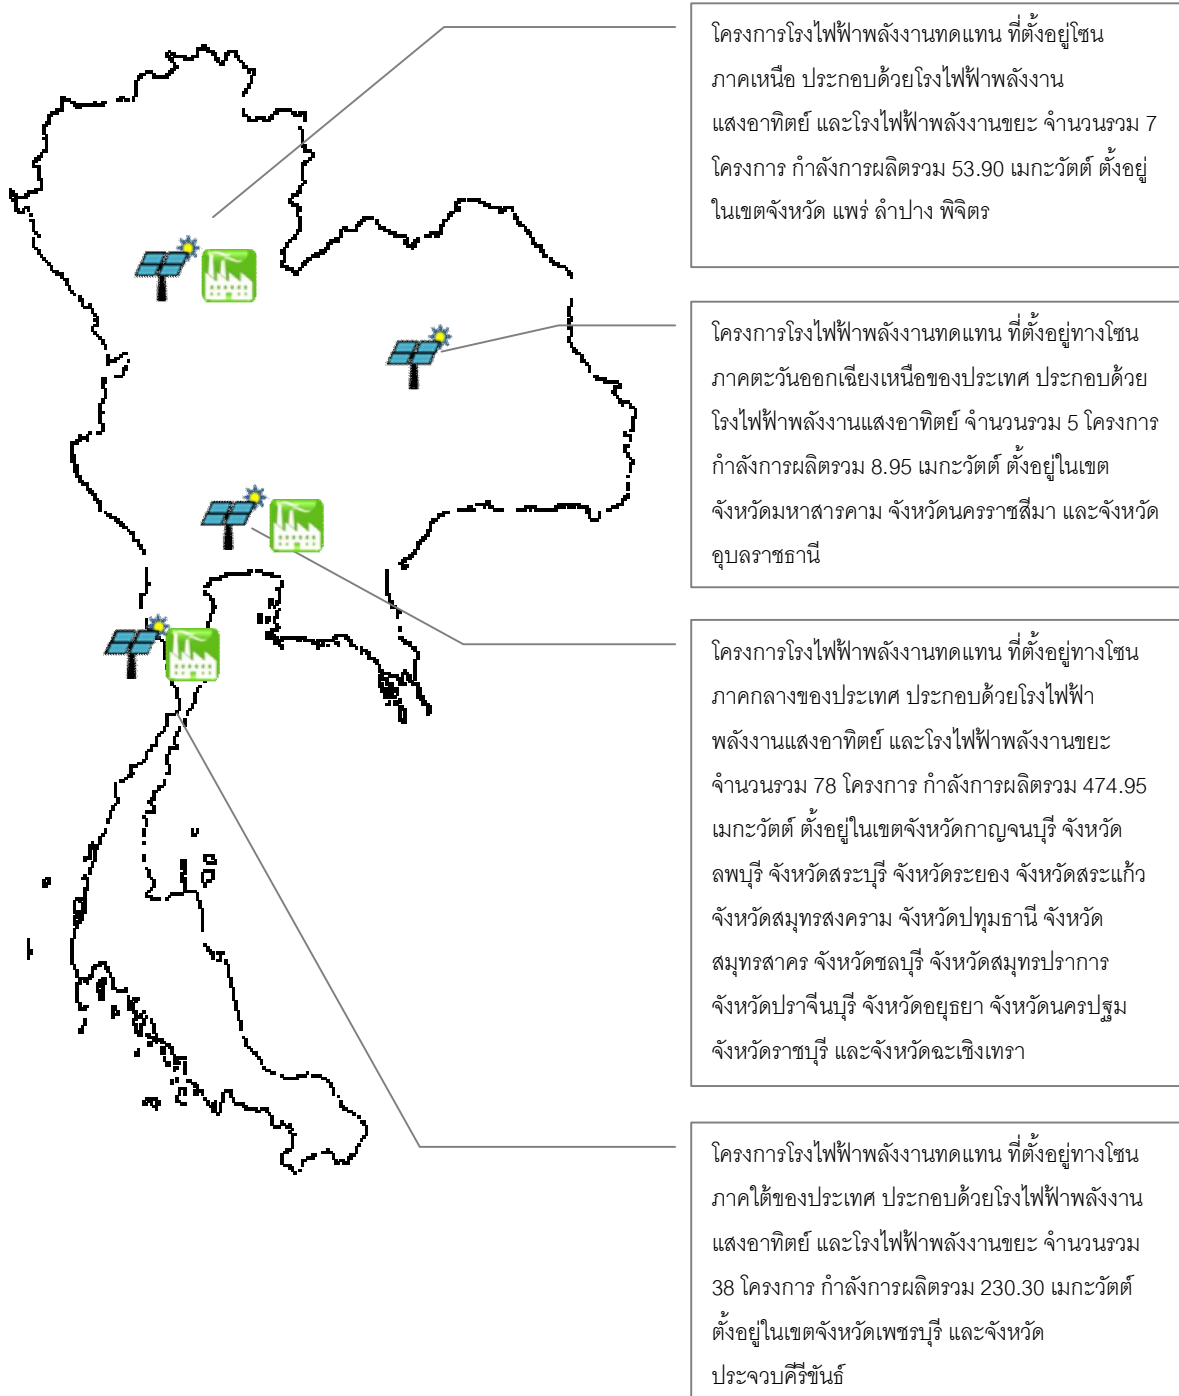 โครงการโรงไฟฟ้าพลังงานทดแทน ที่ตั้งอยู่โซน
ภาคเหนือ ประกอบด้วยโรงไฟฟ้าพลังงาน
แสงอาทิตย์ และโรงไฟฟ้าพลังงานขยะ จำนวนรวม 7
โครงการ กำลังการผลิตรวม 53.90 เมกะวัตต์ ตั้งอยู่
ในเขตจังหวัด แพร่ ลำปาง พิจิตร
โครงการโรงไฟฟ้าพลังงานทดแทน ที่ตั้งอยู่ทางโซน
ภาคตะวันออกเฉียงเหนือของประเทศ ประกอบด้วย
โรงไฟฟ้าพลังงานแสงอาทิตย์ จำนวนรวม 5 โครงการ
กำลังการผลิตรวม 8.95 เมกะวัตต์ ตั้งอยู่ในเขต
จังหวัดมหาสารคาม จังหวัดนครราชสีมา และจังหวัด
อุบลราชธานี
โครงการโรงไฟฟ้าพลังงานทดแทน ที่ตั้งอยู่ทางโซน
ภาคกลางของประเทศ ประกอบด้วยโรงไฟฟ้า
พลังงานแสงอาทิตย์ และโรงไฟฟ้าพลังงานขยะ
จำนวนรวม 78 โครงการ กำลังการผลิตรวม 474.95
เมกะวัตต์ ตั้งอยู่ในเขตจังหวัดกาญจนบุรี จังหวัด
ลพบุรี จังหวัดสระบุรี จังหวัดระยอง จังหวัดสระแก้ว
จังหวัดสมุทรสงคราม จังหวัดปทุมธานี จังหวัด
สมุทรสาคร จังหวัดชลบุรี จังหวัดสมุทรปราการ
จังหวัดปราจีนบุรี จังหวัดอยุธยา จังหวัดนครปฐม
จังหวัดราชบุรี และจังหวัดฉะเชิงเทรา
โครงการโรงไฟฟ้าพลังงานทดแทน ที่ตั้งอยู่ทางโซน
ภาคใต้ของประเทศ ประกอบด้วยโรงไฟฟ้าพลังงาน
แสงอาทิตย์ และโรงไฟฟ้าพลังงานขยะ จำนวนรวม
38 โครงการ กำลังการผลิตรวม 230.30 เมกะวัตต์
ตั้งอยู่ในเขตจังหวัดเพชรบุรี และจังหวัด
ประจวบคีรีขันธ์